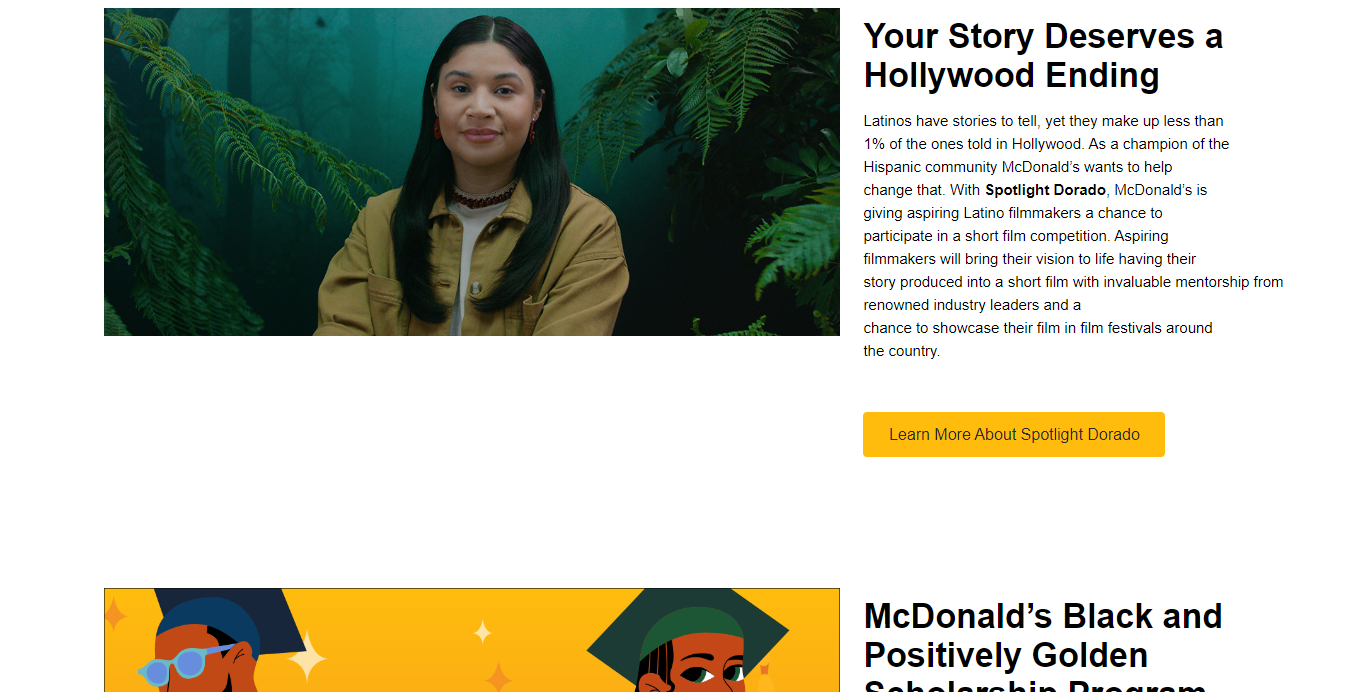 Your Story Deserves a
Hollywood Ending
Latinos have stories to tell, yet they make up less than
1% of the ones told in Hollywood. As a champion of the
Hispanic community McDonald’s wants to help
change that. With Spotlight Dorado, McDonald’s is
giving aspiring Latino filmmakers a chance to
participate in a short film competition. Aspiring
filmmakers will bring their vision to life having their
story produced into a short film with invaluable mentorship from
renowned industry leaders and a
chance to showcase their film in film festivals around
the country.
Learn More About Spotlight Dorado
McDonald’s Black and
Positively Golden
Scholarship Program